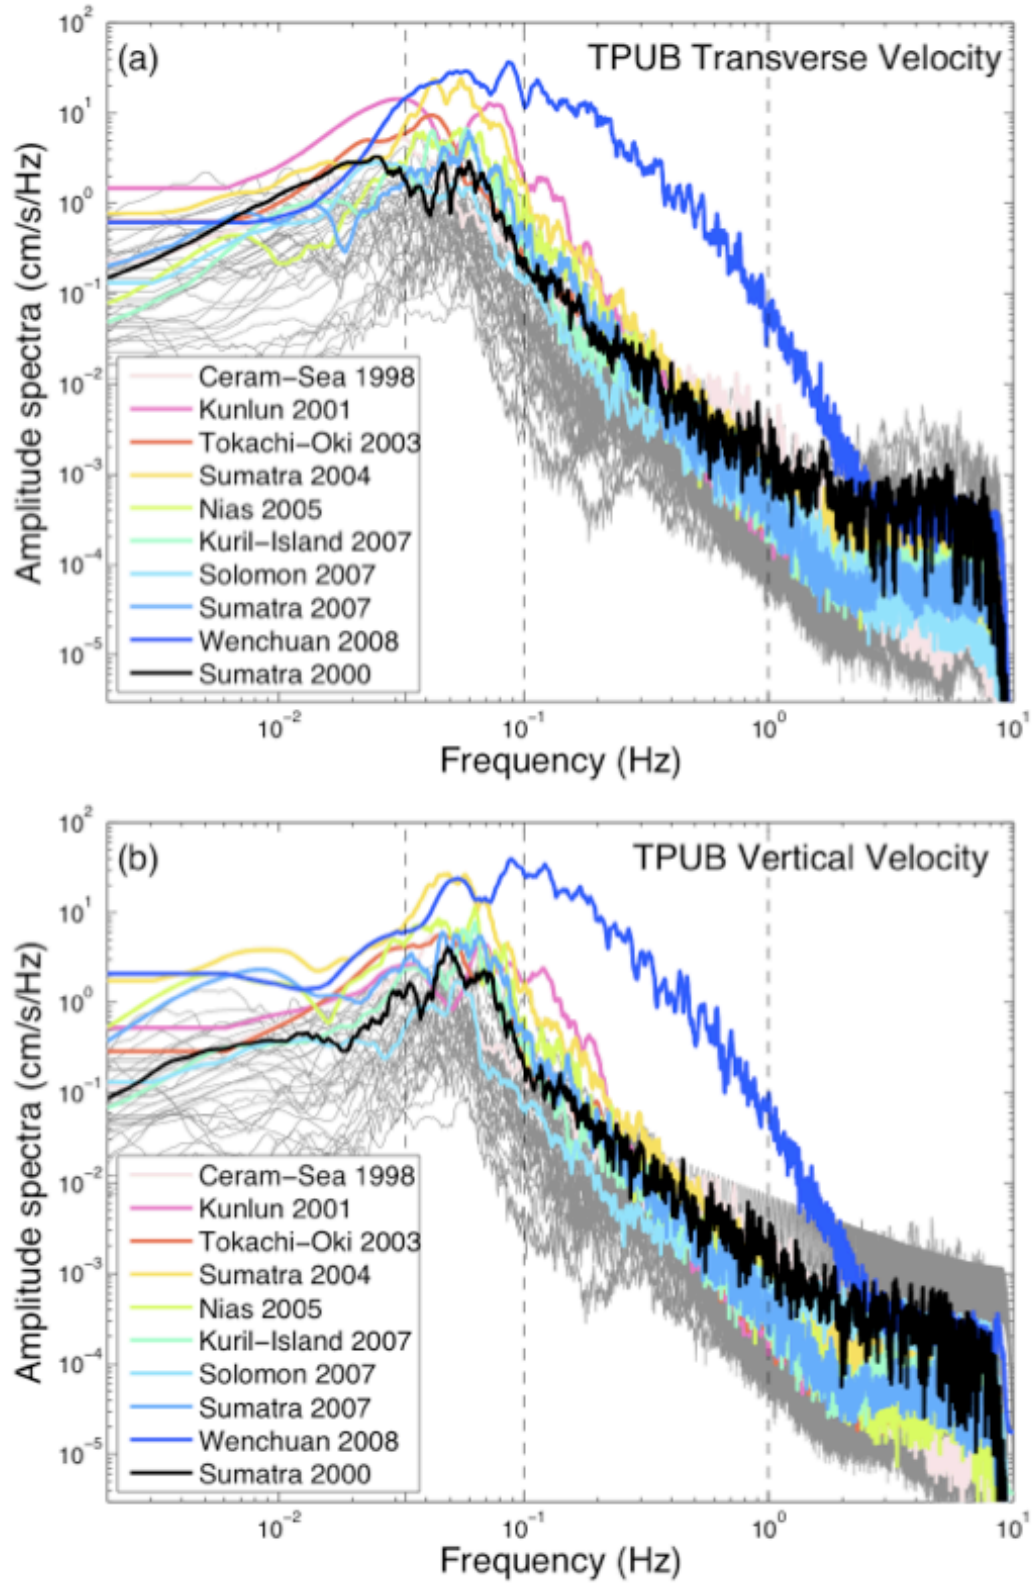 (a)
TPUB Transverse Velocity
Amplitude spectra (cm/s/Hz)
10²
10¹
10⁰
10⁻¹
10⁻²
10⁻³
10⁻⁴
10⁻⁵
Ceram−Sea 1998
Kunlun 2001
Tokachi−Oki 2003
Sumatra 2004
Nias 2005
Kuril−Island 2007
Solomon 2007
Sumatra 2007
Wenchuan 2008
Sumatra 2000
10⁻² 10⁻¹ 10⁰ 10¹
Frequency (Hz)
(b)
TPUB Vertical Velocity
Amplitude spectra (cm/s/Hz)
10²
10¹
10⁰
10⁻¹
10⁻²
10⁻³
10⁻⁴
10⁻⁵
Ceram−Sea 1998
Kunlun 2001
Tokachi−Oki 2003
Sumatra 2004
Nias 2005
Kuril−Island 2007
Solomon 2007
Sumatra 2007
Wenchuan 2008
Sumatra 2000
10⁻² 10⁻¹ 10⁰ 10¹
Frequency (Hz)